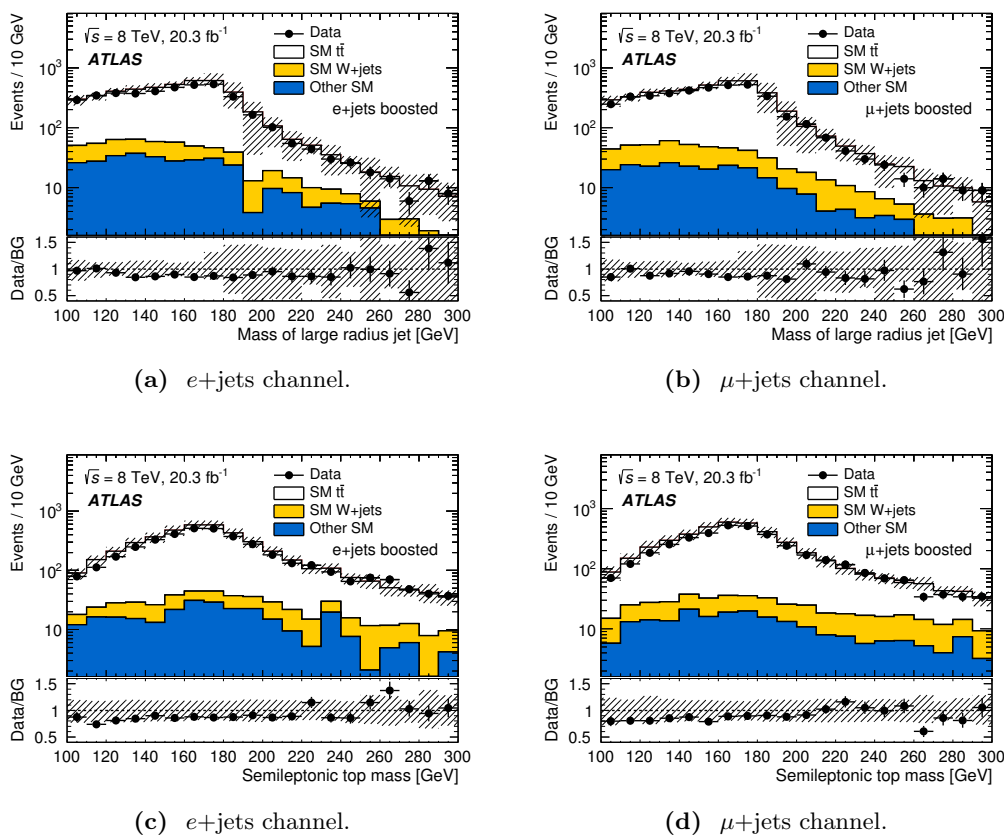 √s = 8 TeV, 20.3 fb⁻¹
ATLAS
Data
SM tt̄
SM W+jets
Other SM
e+jets boosted
Events / 10 GeV
10³
10²
10
Data/BG
1.5
1
0.5
100 120 140 160 180 200 220 240 260 280 300
Mass of large radius jet [GeV]
(a) e+jets channel.
√s = 8 TeV, 20.3 fb⁻¹
ATLAS
Data
SM tt̄
SM W+jets
Other SM
μ+jets boosted
Events / 10 GeV
10³
10²
10
Data/BG
1.5
1
0.5
100 120 140 160 180 200 220 240 260 280 300
Mass of large radius jet [GeV]
(b) μ+jets channel.
√s = 8 TeV, 20.3 fb⁻¹
ATLAS
Data
SM tt̄
SM W+jets
Other SM
e+jets boosted
Events / 10 GeV
10³
10²
10
Data/BG
1.5
1
0.5
100 120 140 160 180 200 220 240 260 280 300
Semileptonic top mass [GeV]
(c) e+jets channel.
√s = 8 TeV, 20.3 fb⁻¹
ATLAS
Data
SM tt̄
SM W+jets
Other SM
μ+jets boosted
Events / 10 GeV
10³
10²
10
Data/BG
1.5
1
0.5
100 120 140 160 180 200 220 240 260 280 300
Semileptonic top mass [GeV]
(d) μ+jets channel.